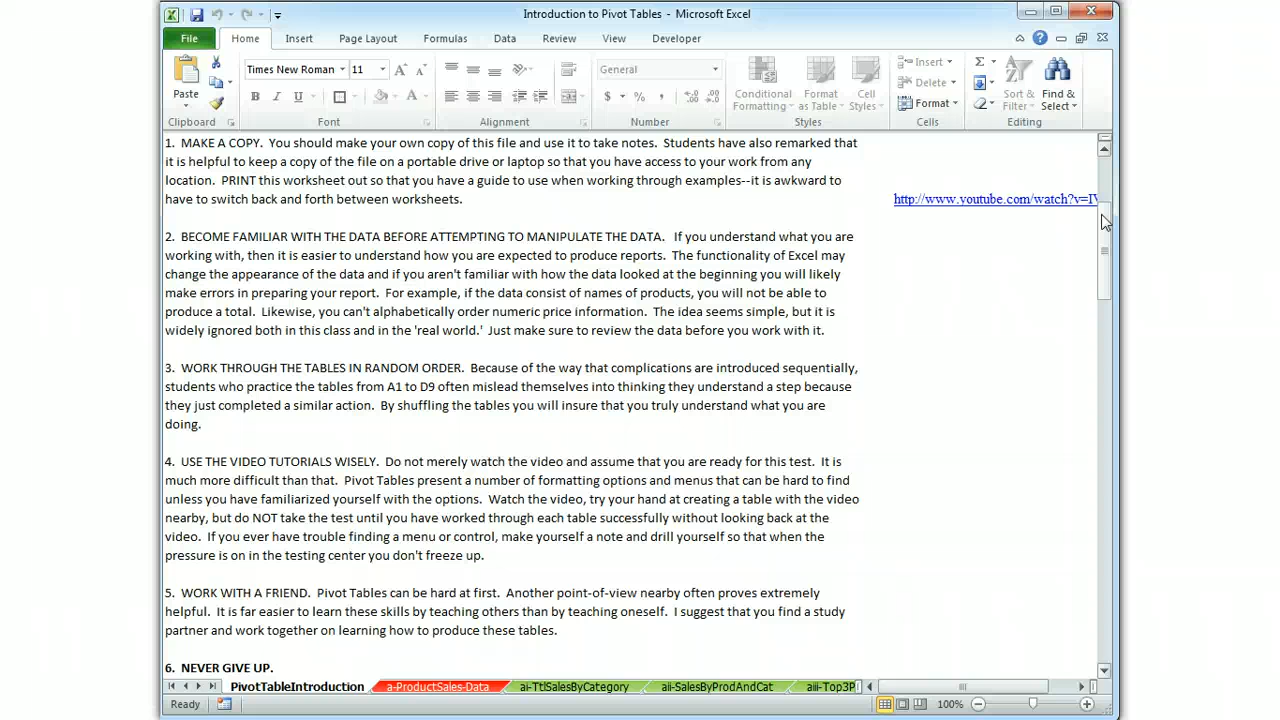 Introduction to Pivot Tables - Microsoft Excel
File Home Insert Page Layout Formulas Data Review View Developer
Times New Roman 11 General Insert Σ
Paste Conditional Format Cell Delete Sort & Find &
B I U A $ % , Formatting as Table Styles Format Filter Select
Clipboard Font Alignment Number Styles Cells Editing
1. MAKE A COPY. You should make your own copy of this file and use it to take notes. Students have also remarked that
it is helpful to keep a copy of the file on a portable drive or laptop so that you have access to your work from any
location. PRINT this worksheet out so that you have a guide to use when working through examples--it is awkward to
have to switch back and forth between worksheets.
http://www.youtube.com/watch?v=IV
2. BECOME FAMILIAR WITH THE DATA BEFORE ATTEMPTING TO MANIPULATE THE DATA. If you understand what you are
working with, then it is easier to understand how you are expected to produce reports. The functionality of Excel may
change the appearance of the data and if you aren't familiar with how the data looked at the beginning you will likely
make errors in preparing your report. For example, if the data consist of names of products, you will not be able to
produce a total. Likewise, you can't alphabetically order numeric price information. The idea seems simple, but it is
widely ignored both in this class and in the 'real world.' Just make sure to review the data before you work with it.
3. WORK THROUGH THE TABLES IN RANDOM ORDER. Because of the way that complications are introduced sequentially,
students who practice the tables from A1 to D9 often mislead themselves into thinking they understand a step because
they just completed a similar action. By shuffling the tables you will insure that you truly understand what you are
doing.
4. USE THE VIDEO TUTORIALS WISELY. Do not merely watch the video and assume that you are ready for this test. It is
much more difficult than that. Pivot Tables present a number of formatting options and menus that can be hard to find
unless you have familiarized yourself with the options. Watch the video, try your hand at creating a table with the video
nearby, but do NOT take the test until you have worked through each table successfully without looking back at the
video. If you ever have trouble finding a menu or control, make yourself a note and drill yourself so that when the
pressure is on in the testing center you don't freeze up.
5. WORK WITH A FRIEND. Pivot Tables can be hard at first. Another point-of-view nearby often proves extremely
helpful. It is far easier to learn these skills by teaching others than by teaching oneself. I suggest that you find a study
partner and work together on learning how to produce these tables.
6. NEVER GIVE UP.
PivotTableIntroduction a-ProductSales-Data ai-TtlSalesByCategory aii-SalesByProdAndCat aiii-Top3P
Ready 100%